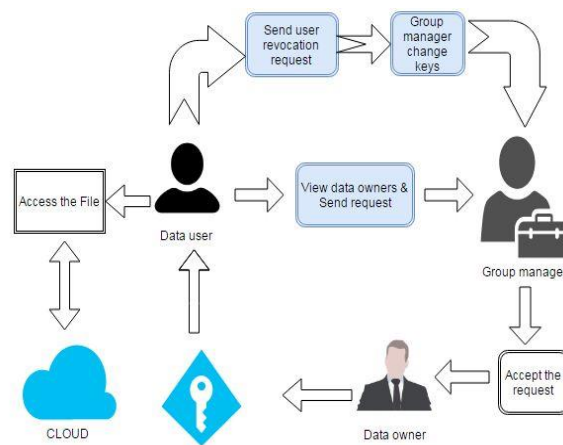 Send user
revocation
request
Group
manager
change
keys
Access the File
View data owners &
Send request
Data user
Group manager
Accept the
request
CLOUD
Data owner